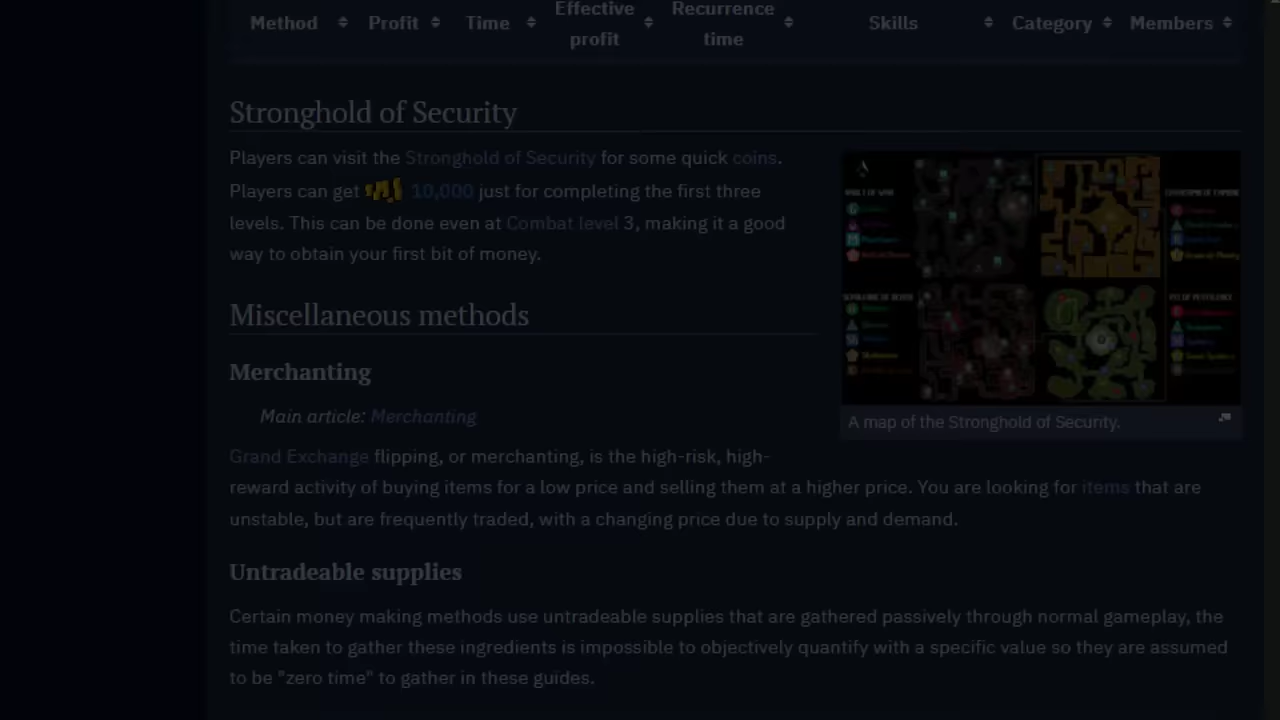 Method Profit Time Effective profit Recurrence time Skills Category Members
Stronghold of Security
Players can visit the Stronghold of Security for some quick coins.
Players can get 10,000 just for completing the first three
levels. This can be done even at Combat level 3, making it a good
way to obtain your first bit of money.
A map of the Stronghold of Security.
Miscellaneous methods
Merchanting
Main article: Merchanting
Grand Exchange flipping, or merchanting, is the high-risk, high-
reward activity of buying items for a low price and selling them at a higher price. You are looking for items that are
unstable, but are frequently traded, with a changing price due to supply and demand.
Untradeable supplies
Certain money making methods use untradeable supplies that are gathered passively through normal gameplay, the
time taken to gather these ingredients is impossible to objectively quantify with a specific value so they are assumed
to be "zero time" to gather in these guides.